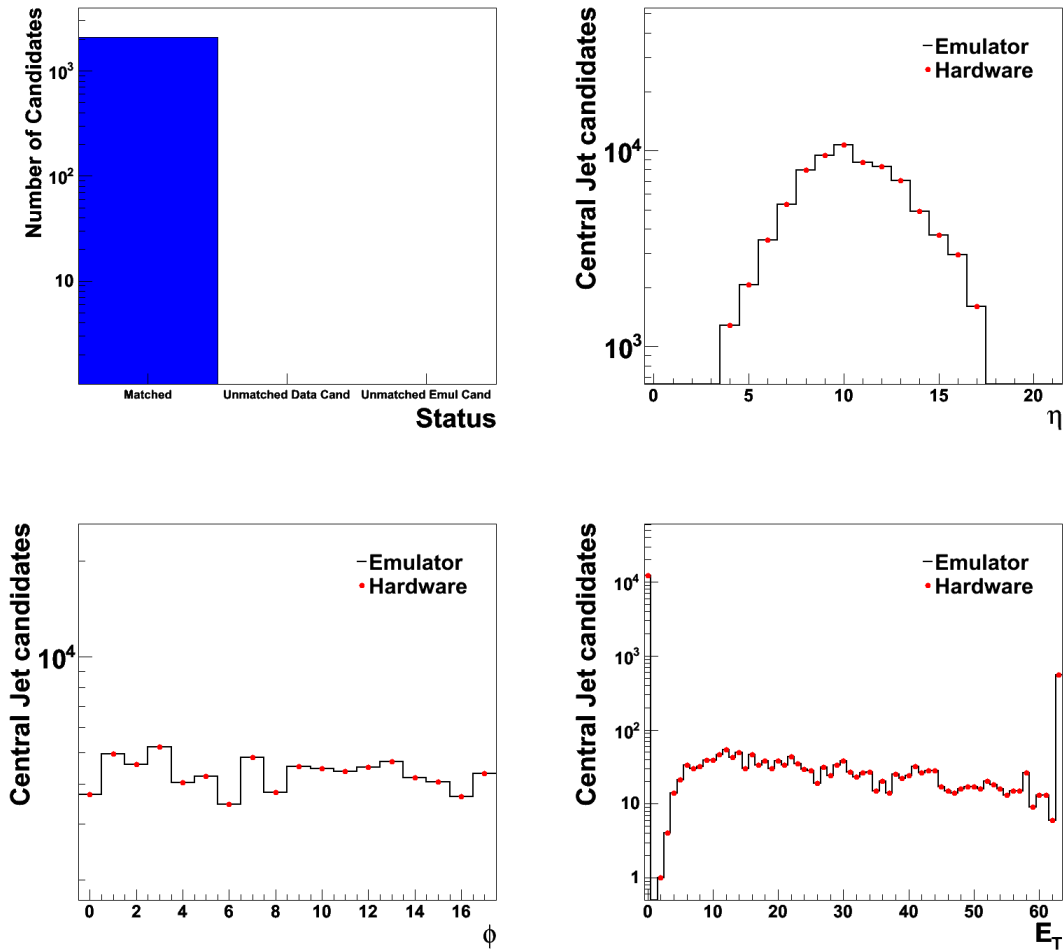 Number of Candidates
10³
10²
10
Matched
Unmatched Data Cand
Unmatched Emul Cand
Status
Central Jet candidates
Emulator
Hardware
10⁴
10³
0 5 10 15 20
η
Central Jet candidates
Emulator
Hardware
10⁴
0 2 4 6 8 10 12 14 16
ϕ
Central Jet candidates
Emulator
Hardware
10⁴
10³
10²
10
1
0 10 20 30 40 50 60
E_T